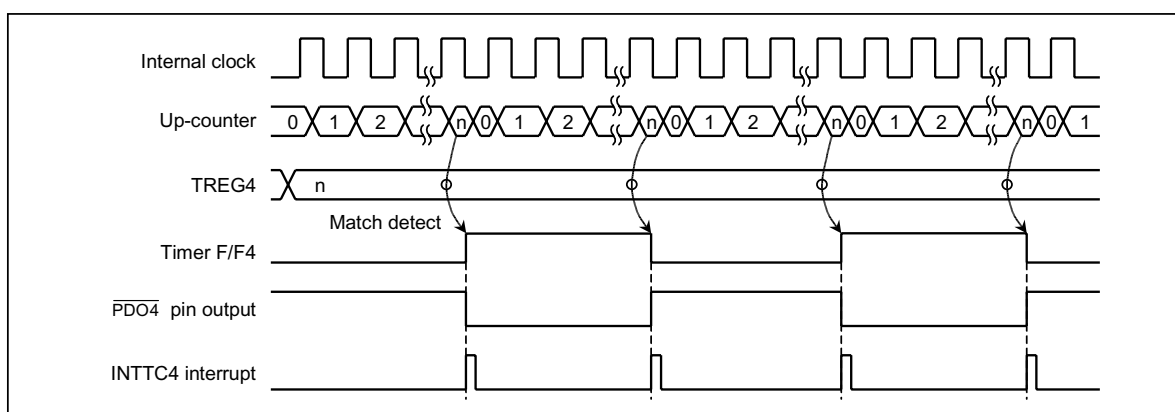 Internal clock
Up-counter 0 1 2 n 0 1 2 n 0 1 2 n 0 1 2 n 0 1
TREG4 n
Match detect
Timer F/F4
PDO4 pin output
INTTC4 interrupt